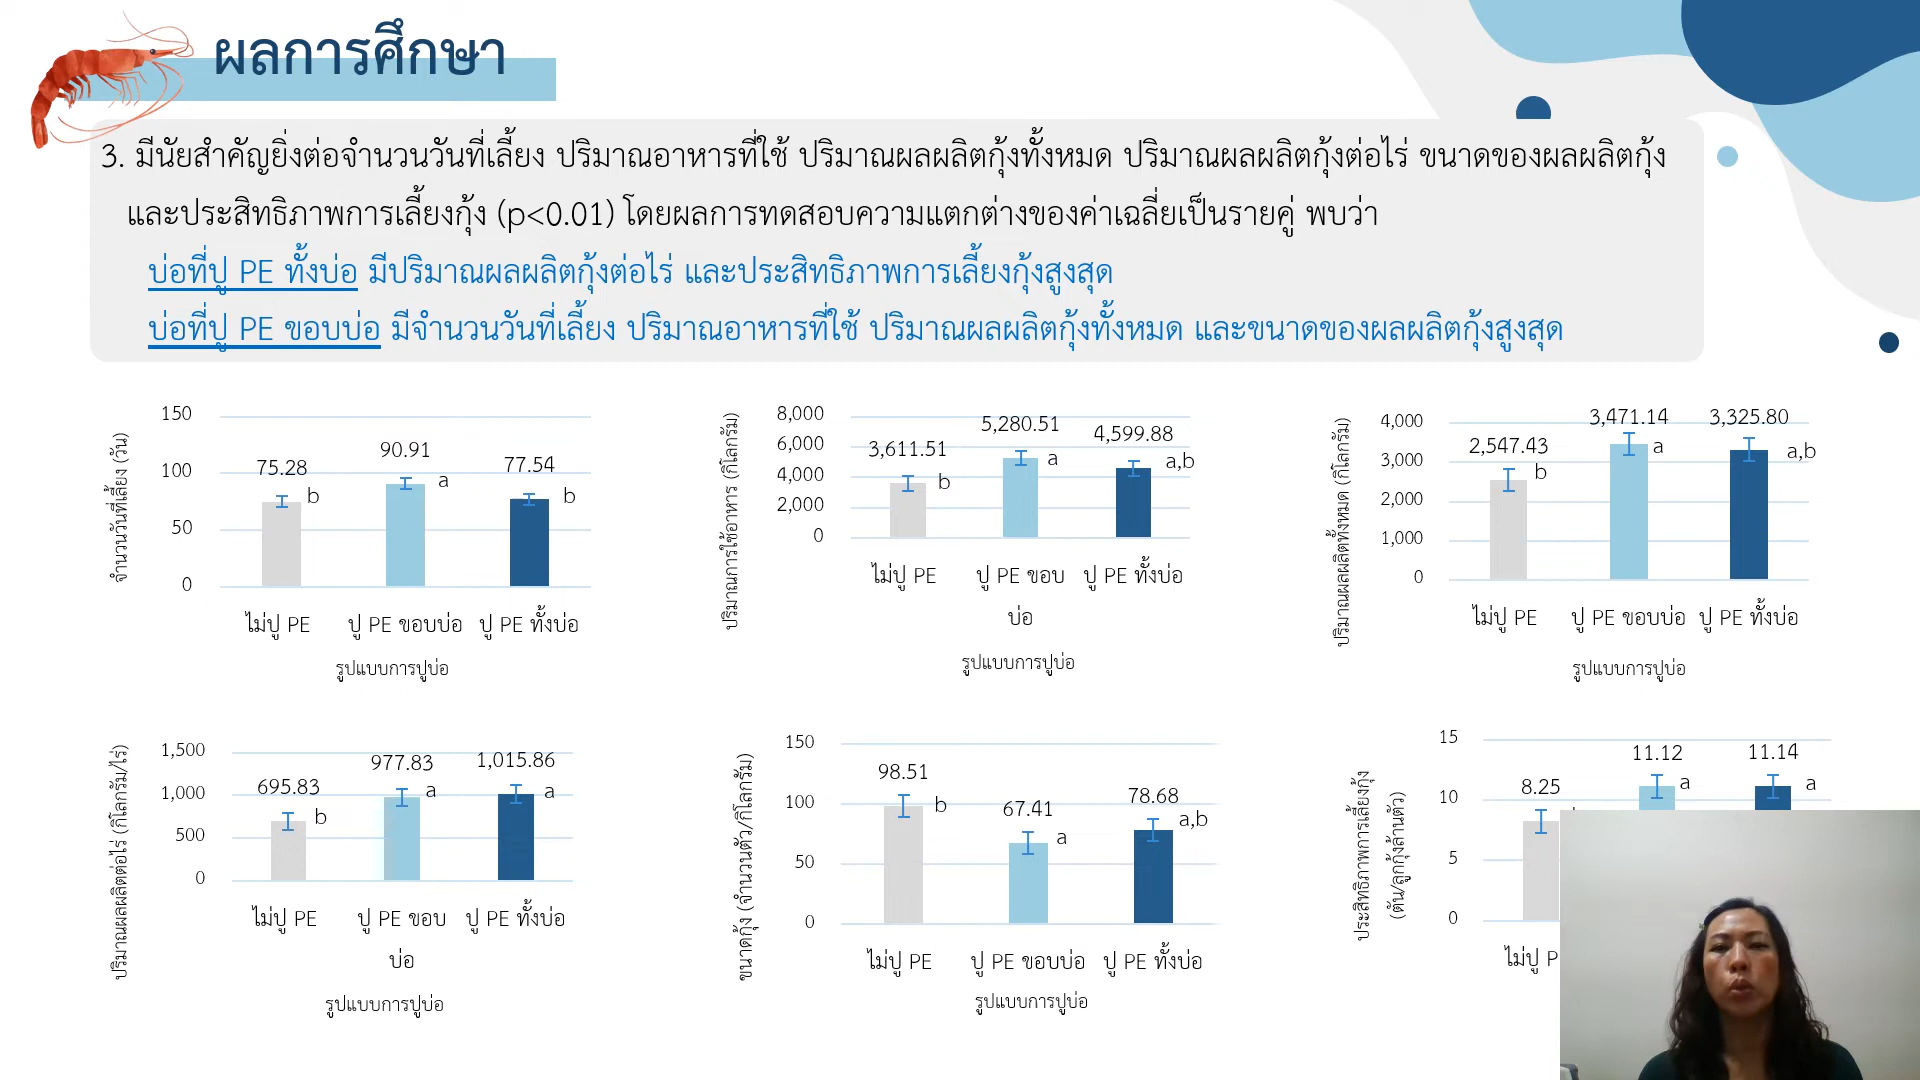 ผลการศึกษา
3. มีนัยสำคัญยิ่งต่อจำนวนวันที่เลี้ยง ปริมาณอาหารที่ใช้ ปริมาณผลผลิตกุ้งทั้งหมด ปริมาณผลผลิตกุ้งต่อไร่ ขนาดของผลผลิตกุ้ง
และประสิทธิภาพการเลี้ยงกุ้ง (p<0.01) โดยผลการทดสอบความแตกต่างของค่าเฉลี่ยเป็นรายคู่ พบว่า
บ่อที่ปู PE ทั้งบ่อ มีปริมาณผลผลิตกุ้งต่อไร่ และประสิทธิภาพการเลี้ยงกุ้งสูงสุด
บ่อที่ปู PE ขอบบ่อ มีจำนวนวันที่เลี้ยง ปริมาณอาหารที่ใช้ ปริมาณผลผลิตกุ้งทั้งหมด และขนาดของผลผลิตกุ้งสูงสุด
จำนวนวันที่เลี้ยง (วัน)
150
100
50
0
75.28
b
90.91
a
77.54
b
ไม่ปู PE
ปู PE ขอบบ่อ
ปู PE ทั้งบ่อ
รูปแบบการปูบ่อ
ปริมาณการใช้อาหาร (กิโลกรัม)
8,000
6,000
4,000
2,000
0
3,611.51
b
5,280.51
a
4,599.88
a,b
ไม่ปู PE
ปู PE ขอบ
บ่อ
ปู PE ทั้งบ่อ
รูปแบบการปูบ่อ
ปริมาณผลผลิตทั้งหมด (กิโลกรัม)
4,000
3,000
2,000
1,000
0
2,547.43
b
3,471.14
a
3,325.80
a,b
ไม่ปู PE
ปู PE ขอบบ่อ
ปู PE ทั้งบ่อ
รูปแบบการปูบ่อ
ปริมาณผลผลิตต่อไร่ (กิโลกรัม/ไร่)
1,500
1,000
500
0
695.83
b
977.83
a
1,015.86
a
ไม่ปู PE
ปู PE ขอบ
บ่อ
ปู PE ทั้งบ่อ
รูปแบบการปูบ่อ
ขนาดกุ้ง (จำนวนตัว/กิโลกรัม)
150
100
50
0
98.51
b
67.41
a
78.68
a,b
ไม่ปู PE
ปู PE ขอบบ่อ
ปู PE ทั้งบ่อ
รูปแบบการปูบ่อ
ประสิทธิภาพการเลี้ยงกุ้ง
(ตัน/ลูกกุ้งล้านตัว)
15
10
5
0
8.25
11.12
a
11.14
a
ไม่ปู P